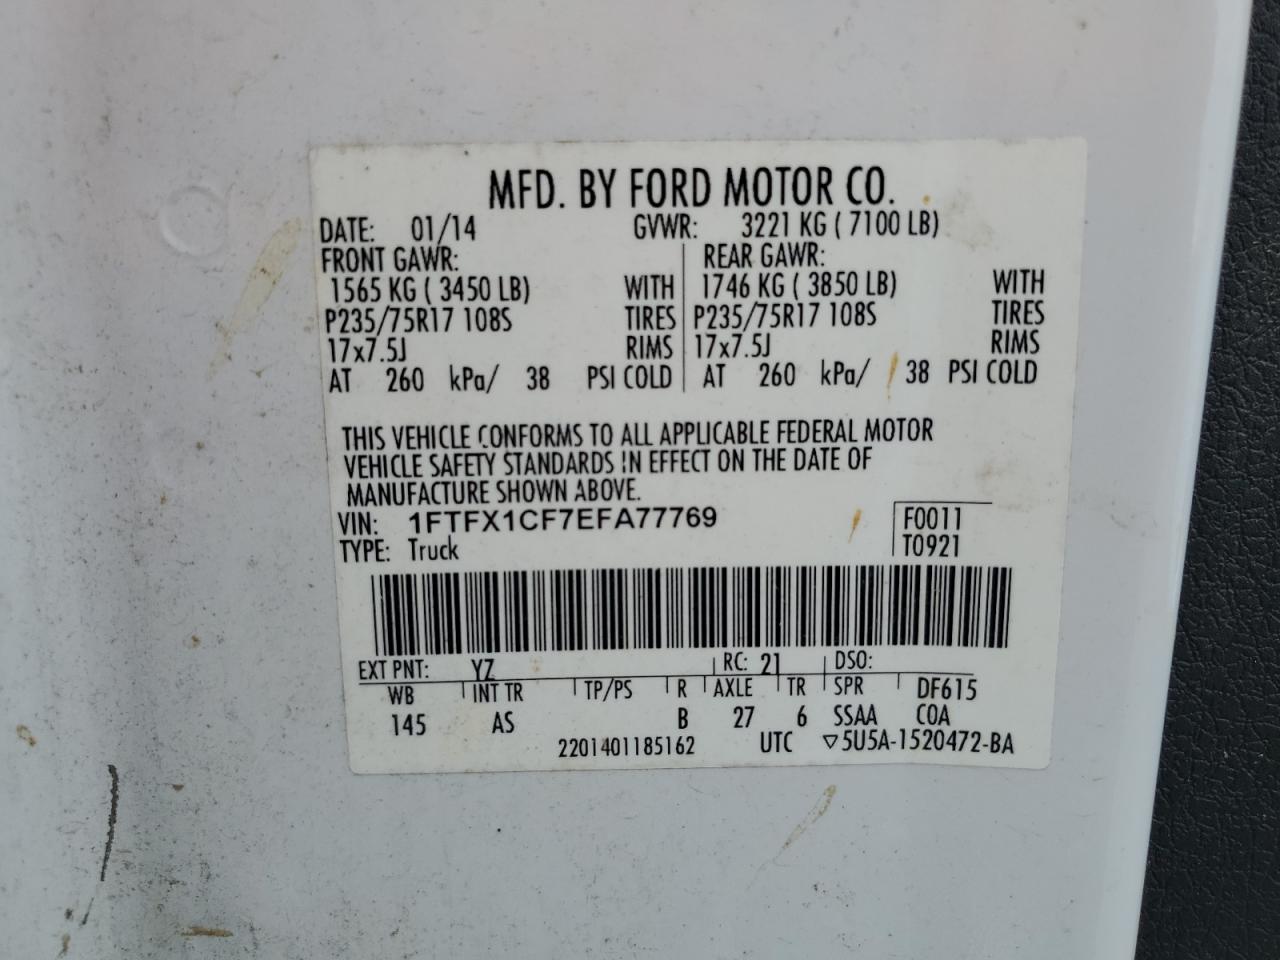 MFD. BY FORD MOTOR CO.
DATE: 01/14 GVWR: 3221 KG ( 7100 LB)
FRONT GAWR: REAR GAWR:
1565 KG ( 3450 LB) WITH 1746 KG ( 3850 LB) WITH
P235/75R17 108S TIRES P235/75R17 108S TIRES
17x7.5J RIMS 17x7.5J RIMS
AT 260 kPa/ 38 PSI COLD AT 260 kPa/ 38 PSI COLD
THIS VEHICLE CONFORMS TO ALL APPLICABLE FEDERAL MOTOR
VEHICLE SAFETY STANDARDS IN EFFECT ON THE DATE OF
MANUFACTURE SHOWN ABOVE.
VIN: 1FTFX1CF7EFA77769 F0011
TYPE: Truck T0921
EXT PNT: YZ RC: 21 DSO:
WB INT TR TP/PS R AXLE TR SPR DF615
145 AS B 27 6 SSAA COA
2201401185162 UTC ▽5U5A-1520472-BA